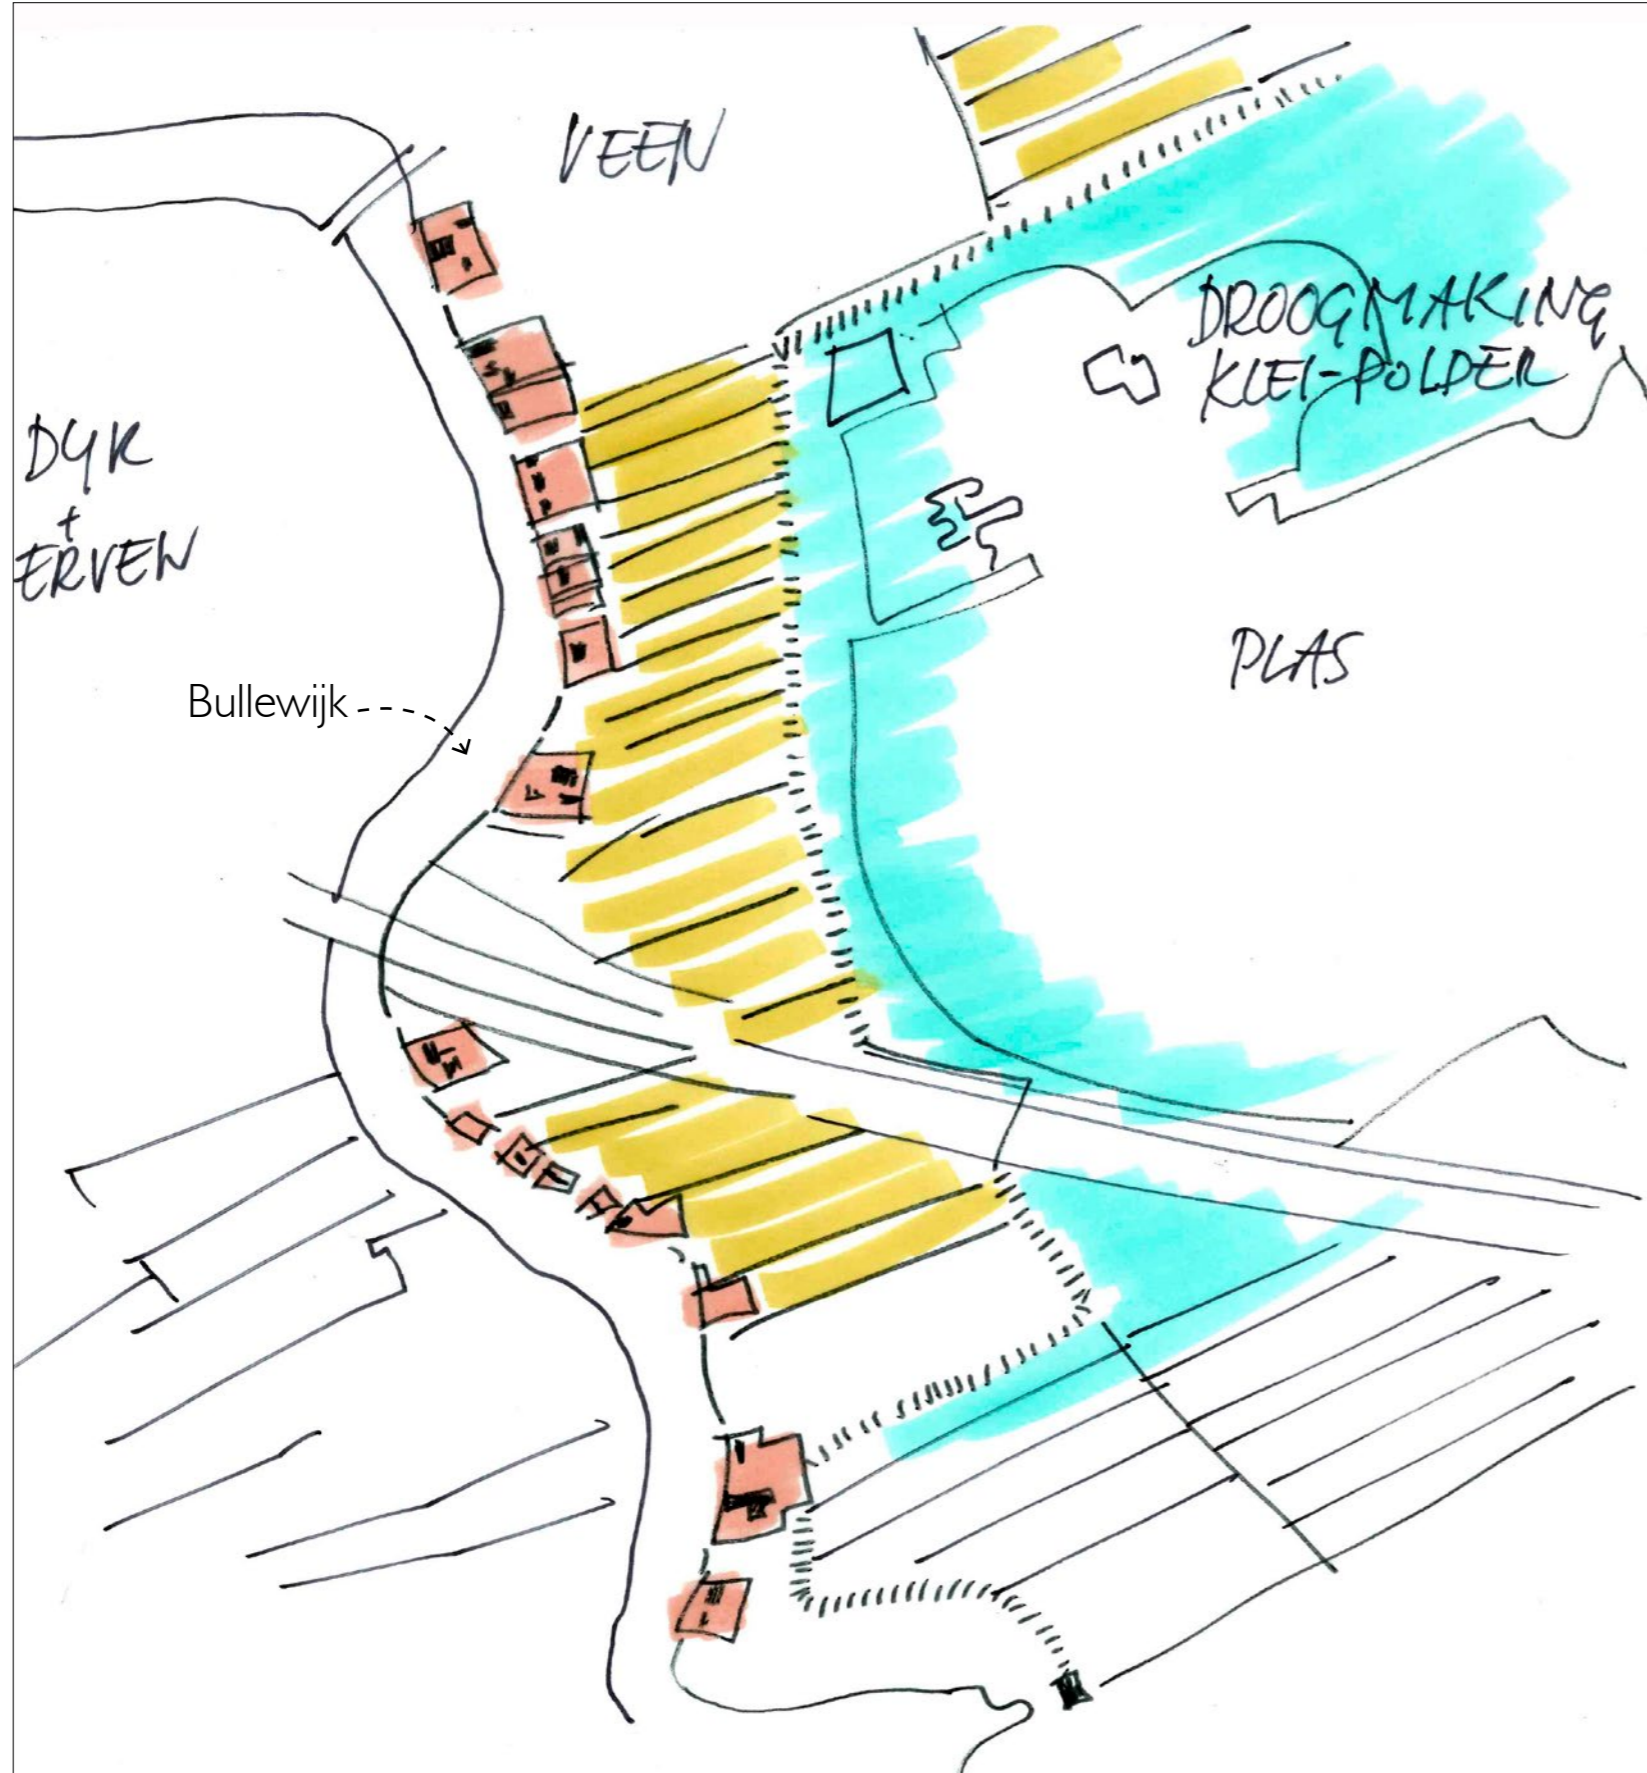 VEEN
DROOGMAKING
KLEI-POLDER
DYK
+
ERVEN
PLAS
Bullewijk